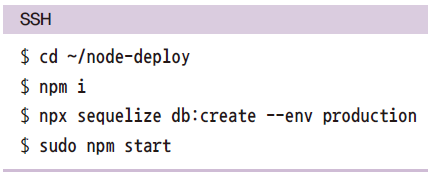 SSH
$ cd ~/node-deploy
$ npm i
$ npx sequelize db:create --env production
$ sudo npm start